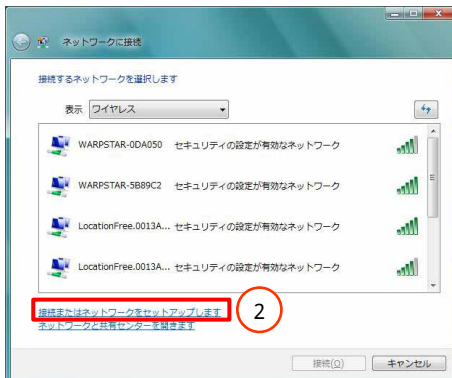 ネットワークに接続
接続するネットワークを選択します
表示 ワイヤレス
WARPSTAR-0DA050 セキュリティの設定が有効なネットワーク
WARPSTAR-5B89C2 セキュリティの設定が有効なネットワーク
LocationFree.0013A... セキュリティの設定が有効なネットワーク
LocationFree.0013A... セキュリティの設定が有効なネットワーク
接続またはネットワークをセットアップします 2
ネットワークと共有センターを開きます
接続(O) キャンセル